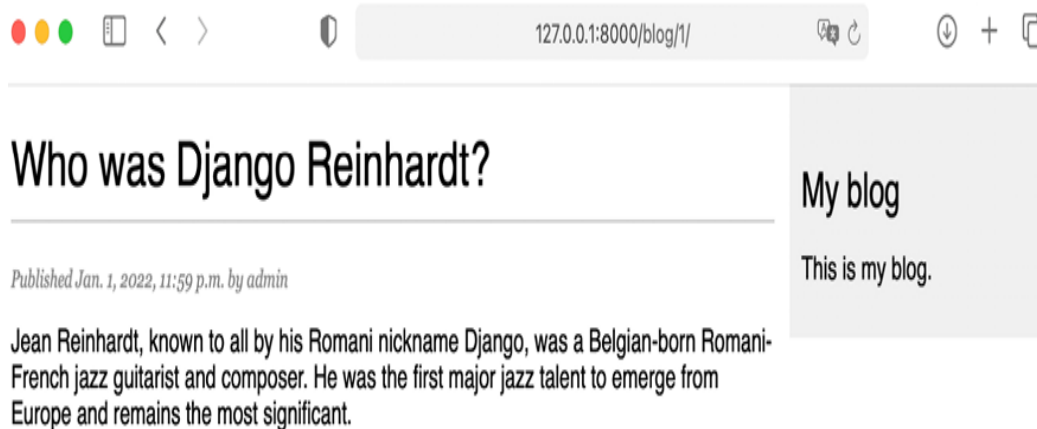 127.0.0.1:8000/blog/1/
Who was Django Reinhardt?
Published Jan. 1, 2022, 11:59 p.m. by admin
Jean Reinhardt, known to all by his Romani nickname Django, was a Belgian-born Romani-
French jazz guitarist and composer. He was the first major jazz talent to emerge from
Europe and remains the most significant.
My blog
This is my blog.